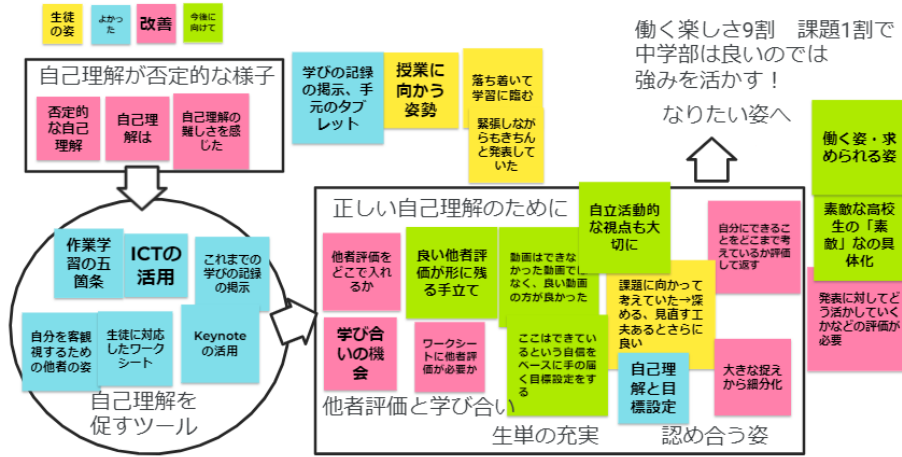 生徒の姿
よかっ
た
改善
今後に
向けて
自己理解が否定的な様子
否定的
な自己
理解
自己理
解は
自己理解の
難しさを感
じた
学びの記録
の掲示、手
元のタブ
レット
授業に
向かう
姿勢
落ち着いて
学習に臨む
緊張しなが
らもきちん
と発表して
いた
働く楽しさ9割 課題1割で
中学部は良いのでは
強みを活かす！
なりたい姿へ
働く姿・求
められる姿
素敵な高校
生の「素
敵」なの具
体化
発表に対してど
う活かしていく
かなどの評価が
必要
作業学
習の五
箇条
ICTの
活用
これまでの
学びの記録
の掲示
自分を客観
視するため
の他者の姿
生徒に対応
したワーク
シート
Keynote
の活用
自己理解を
促すツール
正しい自己理解のために
他者評価を
どこで入れ
るか
良い他者評
価が形に残
る手立て
動画はできな
かった動画で
なく、良い動画
の方が良かった
自立活動的
な視点も大
切に
自分にできるこ
とをどこまで考
えているか評価
して返す
課題に向かって
考えていた→深
める、見直す工
夫あるとさらに
良い
学び合
いの機
会
ワークシー
トに他者評
価が必要か
ここはできてい
るという自信を
ベースに手の届
く目標設定をす
る
自己理
解と目
標設定
大きな捉え
から細分化
他者評価と学び合い
生単の充実
認め合う姿